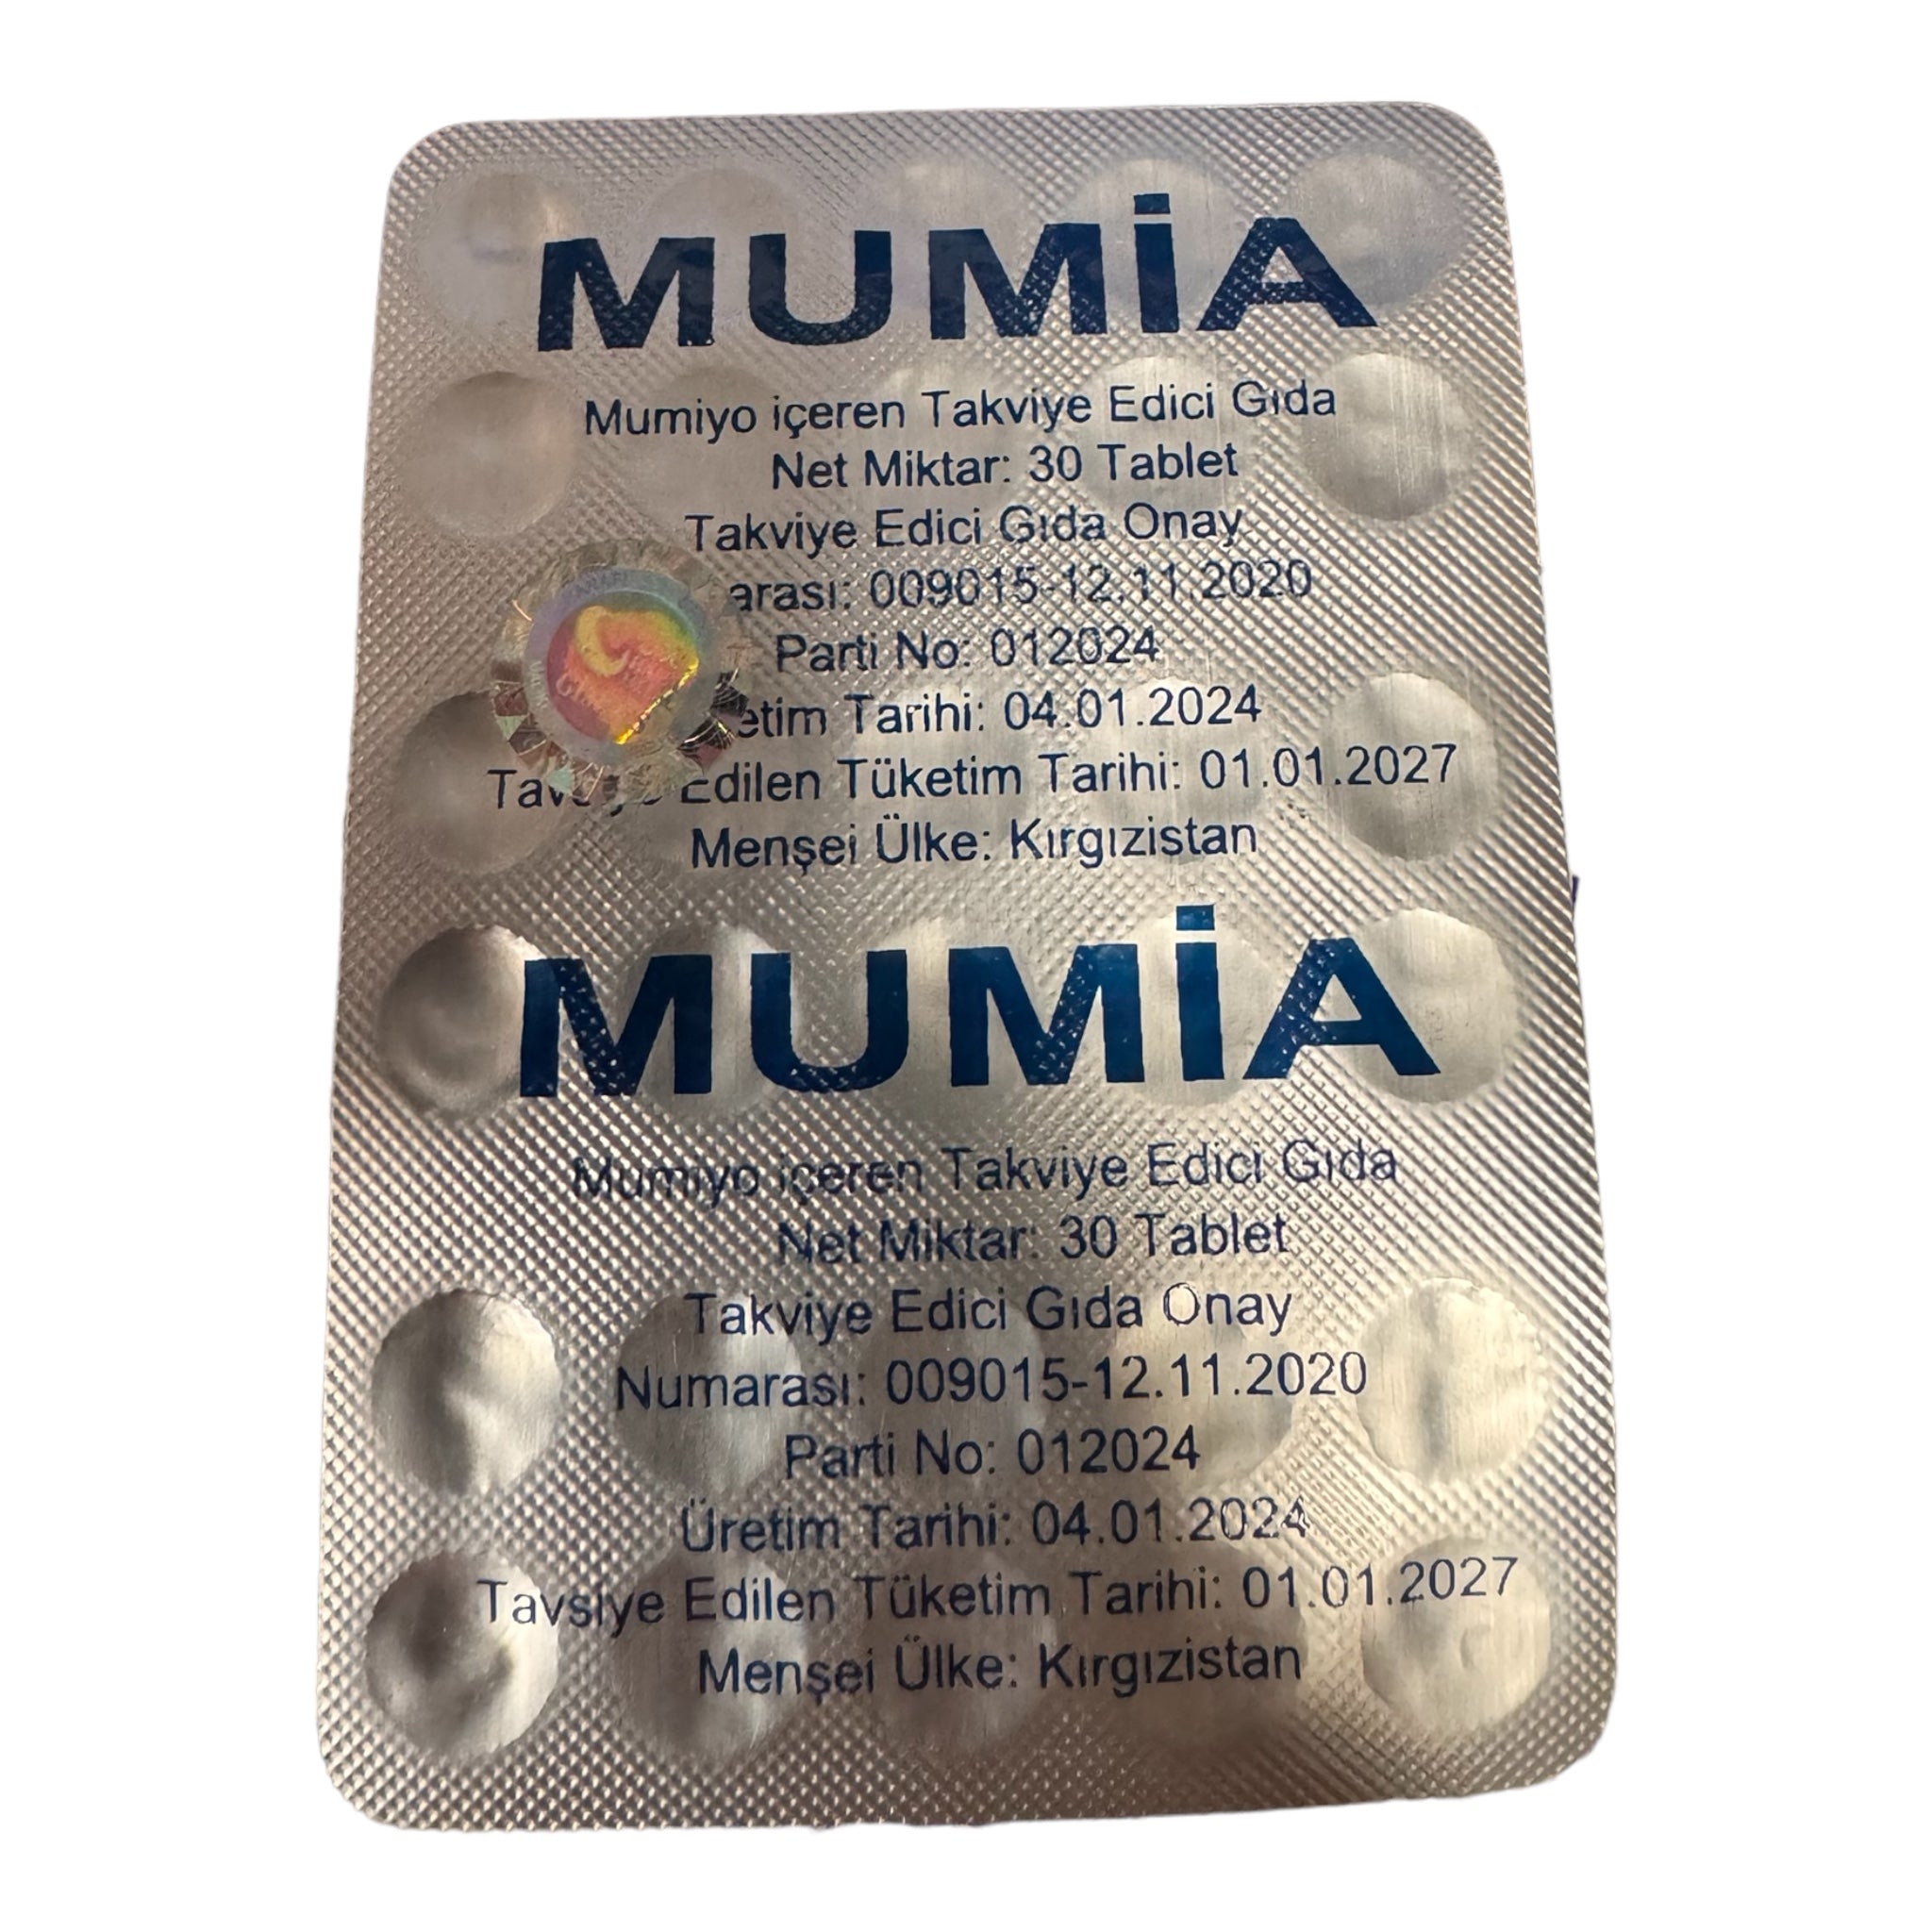 MUMİA
Mumiyo içeren Takviye Edici Gıda
Net Miktar: 30 Tablet
Takviye Edici Gıda Onay
arası: 009015-12.11.2020
Parti No: 012024
etim Tarihi: 04.01.2024
Edilen Tüketim Tarihi: 01.01.2027
Menşei Ülke: Kırgızistan
MUMİA
Mumiyo içeren Takviye Edici Gıda
Net Miktar: 30 Tablet
Takviye Edici Gıda Onay
Numarası: 009015-12.11.2020
Parti No: 012024
Üretim Tarihi: 04.01.2024
Tavsiye Edilen Tüketim Tarihi: 01.01.2027
Menşei Ülke: Kırgızistan